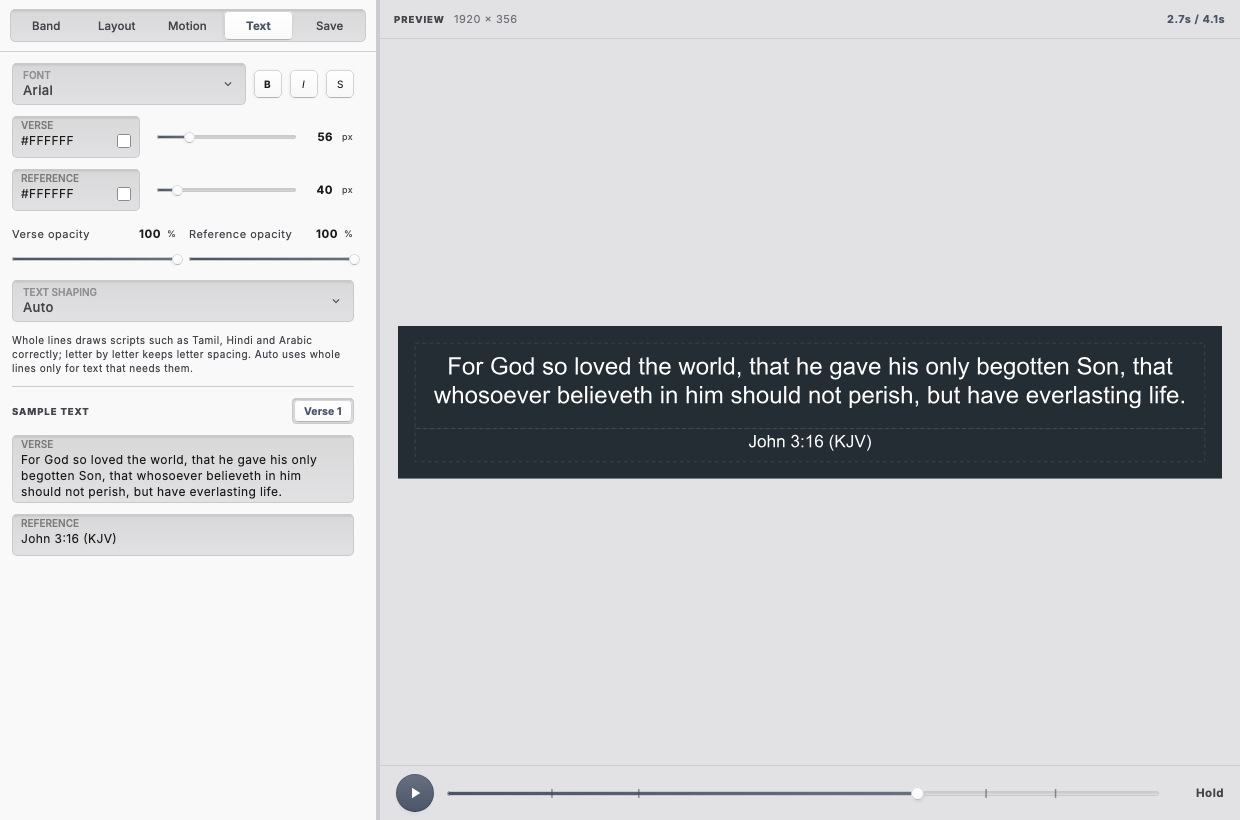 Band Layout Motion Text Save
PREVIEW 1920 × 356 2.7s / 4.1s
FONT
Arial
B I S
VERSE
#FFFFFF
56 px
REFERENCE
#FFFFFF
40 px
Verse opacity 100 % Reference opacity 100 %
TEXT SHAPING
Auto
Whole lines draws scripts such as Tamil, Hindi and Arabic
correctly; letter by letter keeps letter spacing. Auto uses whole
lines only for text that needs them.
SAMPLE TEXT Verse 1
VERSE
For God so loved the world, that he gave his only
begotten Son, that whosoever believeth in him
should not perish, but have everlasting life.
REFERENCE
John 3:16 (KJV)
For God so loved the world, that he gave his only begotten Son, that
whosoever believeth in him should not perish, but have everlasting life.
John 3:16 (KJV)
Hold